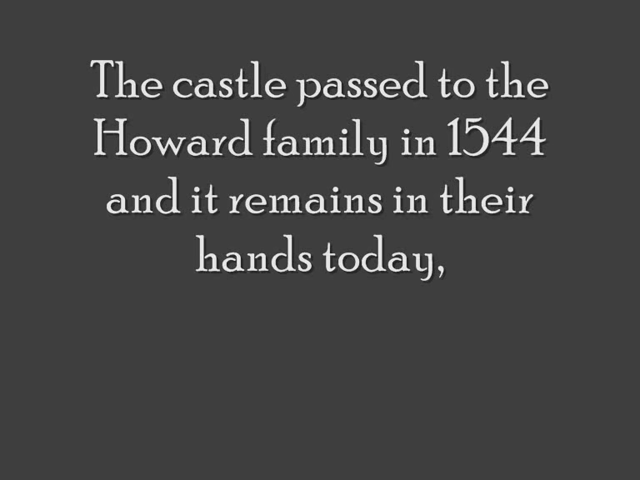 The castle passed to the
Howard family in 1544
and it remains in their
hands today,